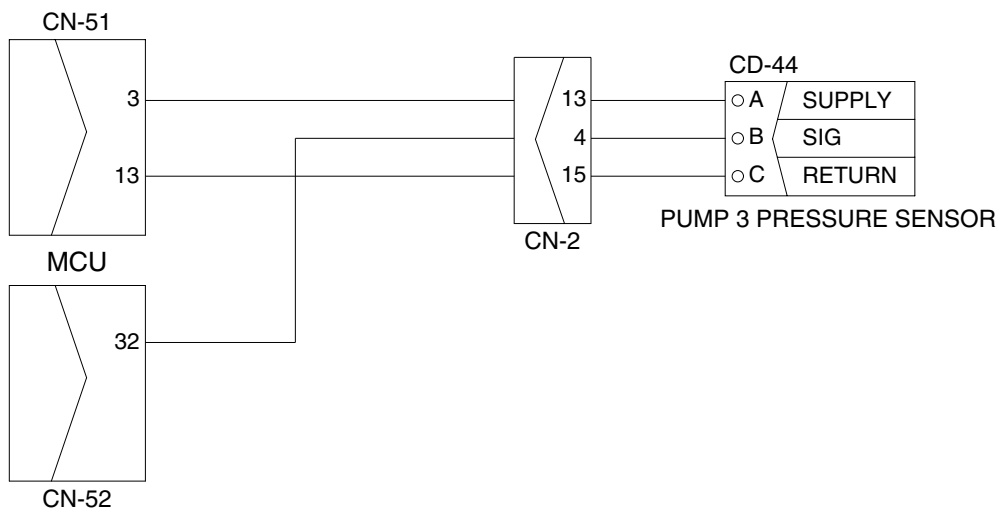 CN-51
3
13
MCU
32
CN-52
13
4
15
CN-2
CD-44
A SUPPLY
B SIG
C RETURN
PUMP 3 PRESSURE SENSOR